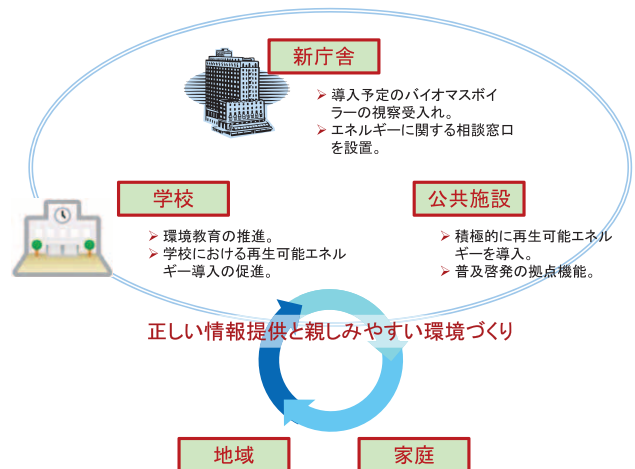 新庁舎
➢ 導入予定のバイオマスボイ
ラーの視察受入れ。
➢ エネルギーに関する相談窓口
を設置。
学校
➢ 環境教育の推進。
➢ 学校における再生可能エネル
ギー導入の促進。
公共施設
➢ 積極的に再生可能エネル
ギーを導入。
➢ 普及啓発の拠点機能。
正しい情報提供と親しみやすい環境づくり
地域
家庭